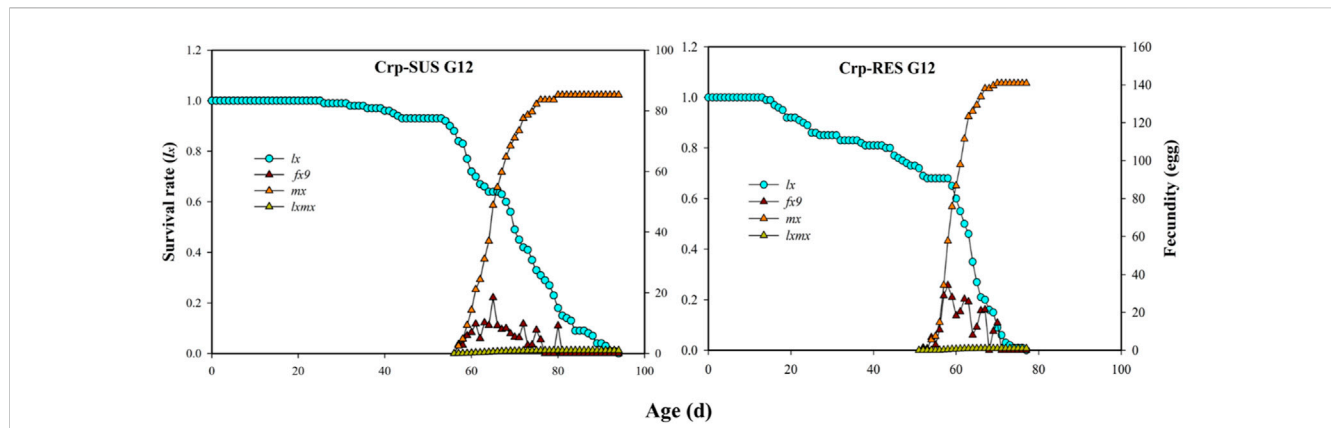 Crp-SUS G12
Survival rate (lx)
1.2
1.0
0.8
0.6
0.4
0.2
0.0
lx
fx9
mx
lxmx
100
80
60
40
20
0
0 20 40 60 80 100
Crp-RES G12
1.2
1.0
0.8
0.6
0.4
0.2
0.0
lx
fx9
mx
lxmx
160
140
120
100
80
60
40
20
0
Fecundity (egg)
0 20 40 60 80 100
Age (d)